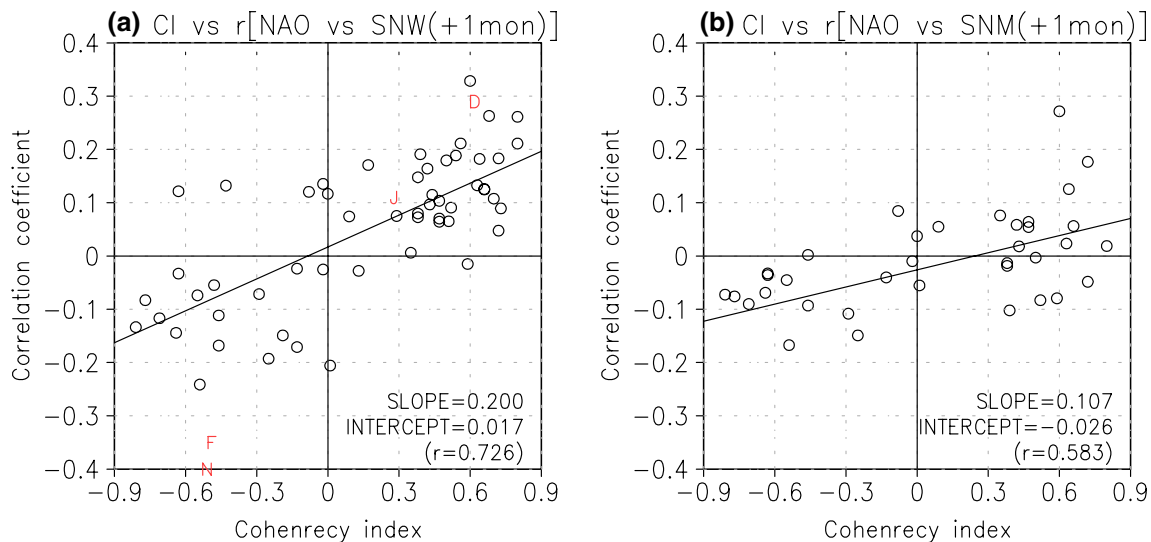 (a) CI vs r[NAO vs SNW(+1mon)]
0.4
0.3
0.2
0.1
0
−0.1
−0.2
−0.3
−0.4
Correlation coefficient
D
J
F
N
SLOPE=0.200
INTERCEPT=0.017
(r=0.726)
−0.9 −0.6 −0.3 0 0.3 0.6 0.9
Cohenrecy index
(b) CI vs r[NAO vs SNM(+1mon)]
0.4
0.3
0.2
0.1
0
−0.1
−0.2
−0.3
−0.4
Correlation coefficient
SLOPE=0.107
INTERCEPT=−0.026
(r=0.583)
−0.9 −0.6 −0.3 0 0.3 0.6 0.9
Cohenrecy index